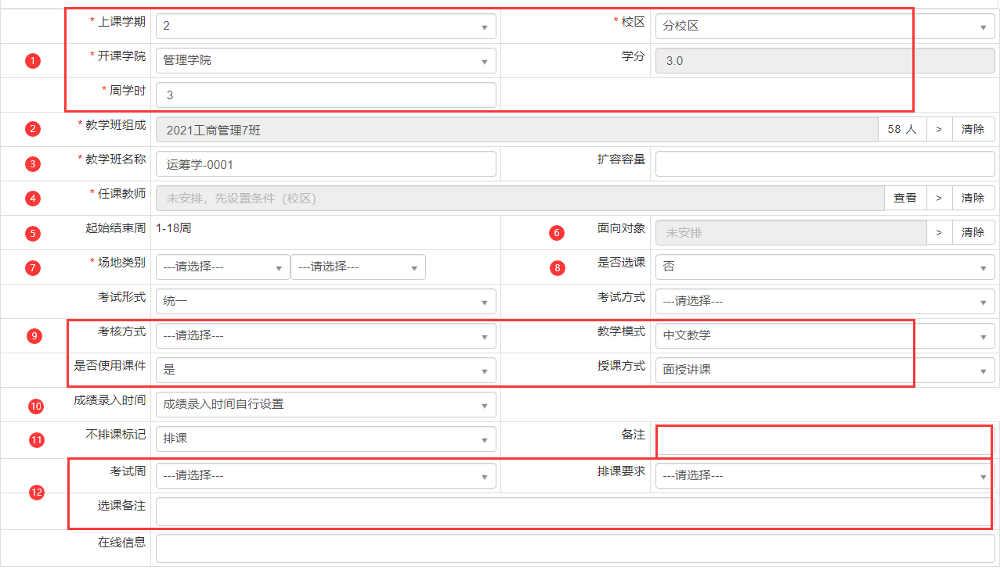 * 上课学期 2 * 校区 分校区
1 * 开课学院 管理学院 学分 3.0
* 周学时 3
2 * 教学班组成 2021工商管理7班 58 人 > 清除
3 * 教学班名称 运筹学-0001 扩容容量
4 * 任课教师 未安排，先设置条件（校区） 查看 > 清除
5 起始结束周 1-18周 6 面向对象 未安排 > 清除
7 * 场地类别 ---请选择--- ---请选择--- 8 是否选课 否
考试形式 统一 考试方式 ---请选择---
9 考核方式 ---请选择--- 教学模式 中文教学
是否使用课件 是 授课方式 面授讲课
10 成绩录入时间 成绩录入时间自行设置
11 不排课标记 排课 备注
考试周 ---请选择--- 排课要求 ---请选择---
12 选课备注
在线信息